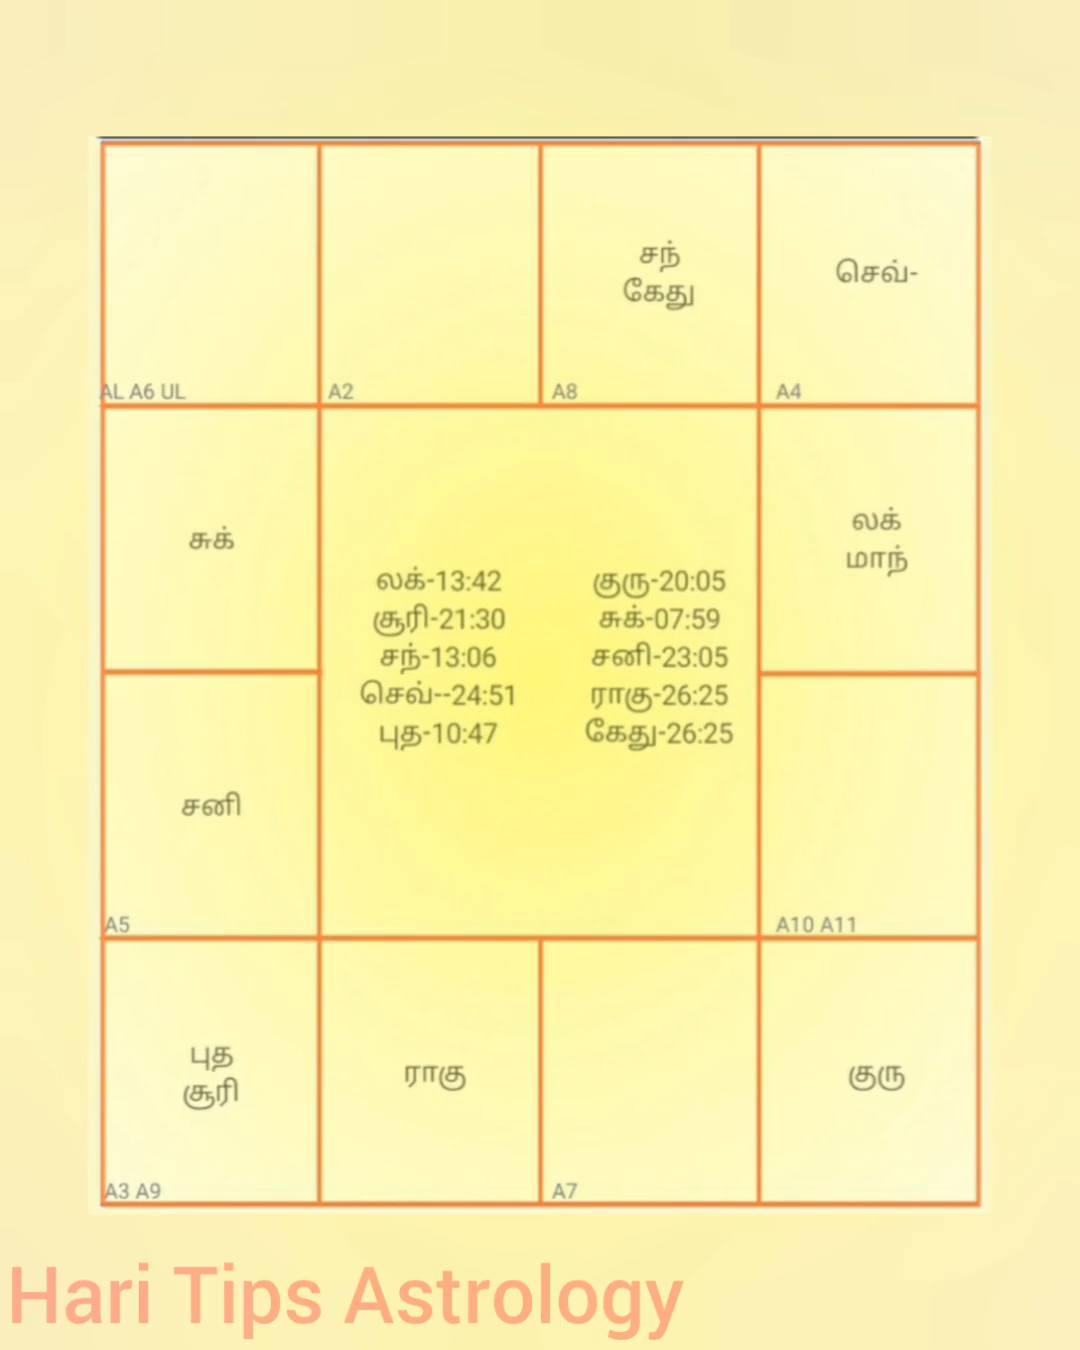 சந்
கேது
செவ்-
AL A6 UL
A2
A8
A4
சுக்
லக்
மாந்
லக்-13:42
சூரி-21:30
சந்-13:06
செவ்--24:51
புத-10:47
குரு-20:05
சுக்-07:59
சனி-23:05
ராகு-26:25
கேது-26:25
சனி
A5
A10 A11
புத
சூரி
ராகு
குரு
A3 A9
A7
Hari Tips Astrology